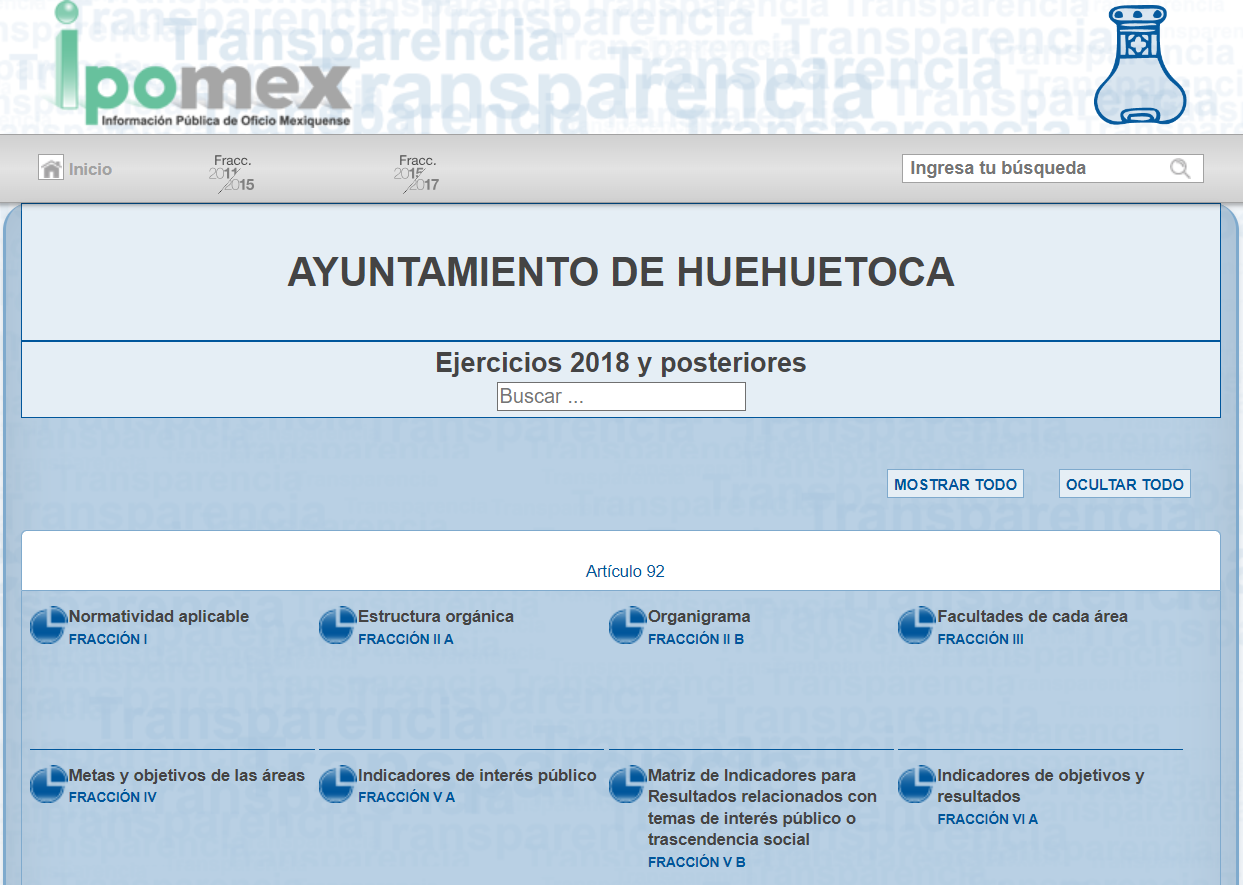 ipomex
Información Pública de Oficio Mexiquense
Inicio
Fracc.
2011/2015
Fracc.
2015/2017
Ingresa tu búsqueda
AYUNTAMIENTO DE HUEHUETOCA
Ejercicios 2018 y posteriores
Buscar ...
MOSTRAR TODO OCULTAR TODO
Artículo 92
Normatividad aplicable
FRACCIÓN I
Estructura orgánica
FRACCIÓN II A
Organigrama
FRACCIÓN II B
Facultades de cada área
FRACCIÓN III
Metas y objetivos de las áreas
FRACCIÓN IV
Indicadores de interés público
FRACCIÓN V A
Matriz de Indicadores para
Resultados relacionados con
temas de interés público o
trascendencia social
FRACCIÓN V B
Indicadores de objetivos y
resultados
FRACCIÓN VI A